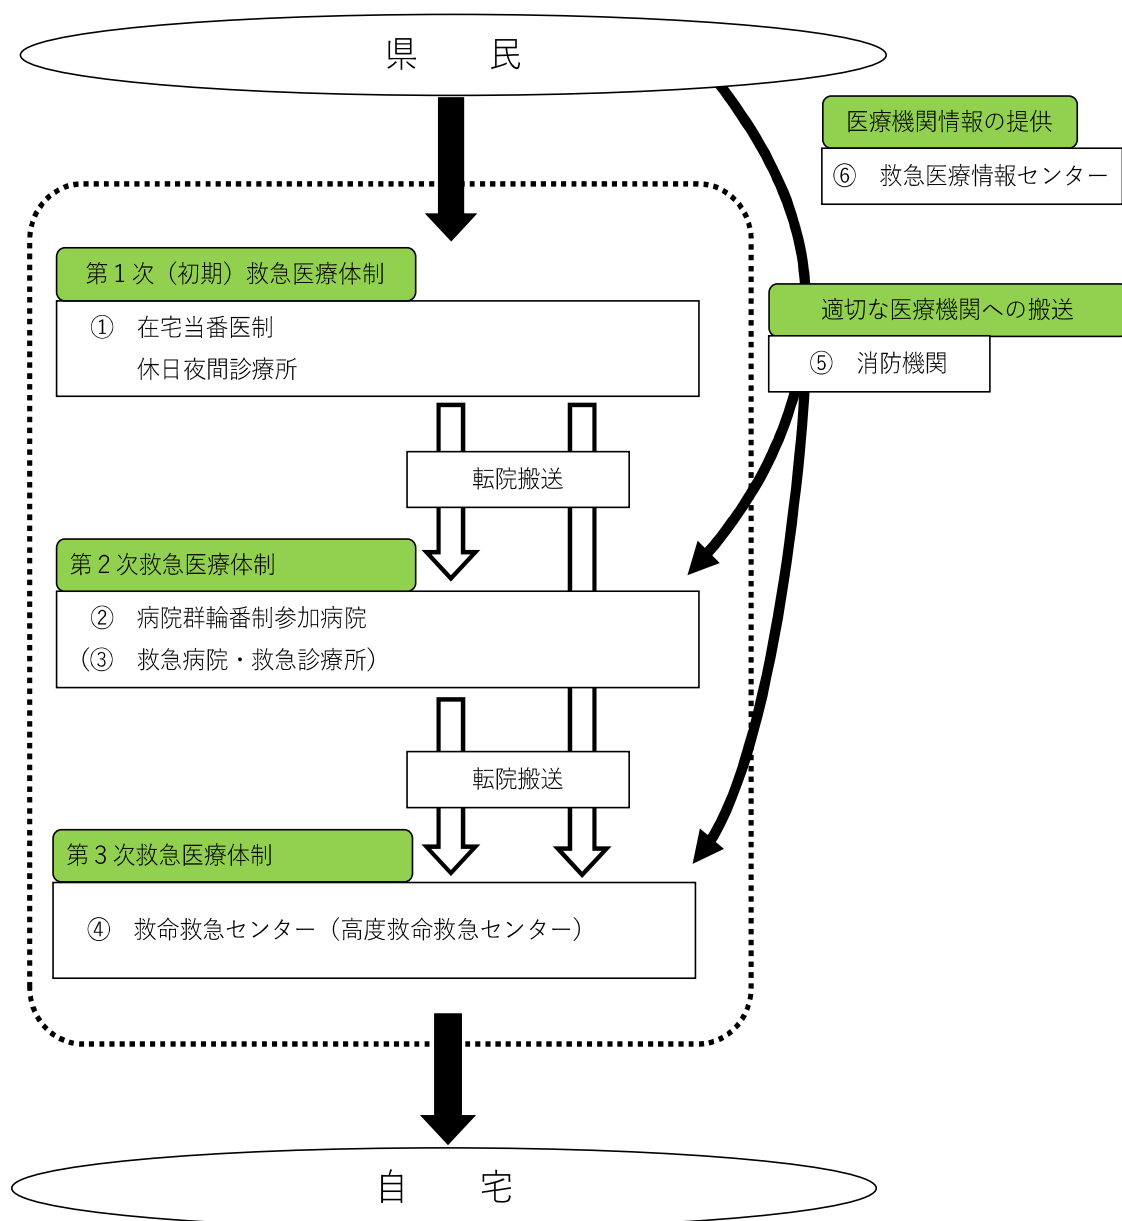 県　民
医療機関情報の提供
⑥　救急医療情報センター
第１次（初期）救急医療体制
①　在宅当番医制
休日夜間診療所
適切な医療機関への搬送
⑤　消防機関
転院搬送
第２次救急医療体制
②　病院群輪番制参加病院
（③　救急病院・救急診療所）
転院搬送
第３次救急医療体制
④　救命救急センター（高度救命救急センター）
自　宅